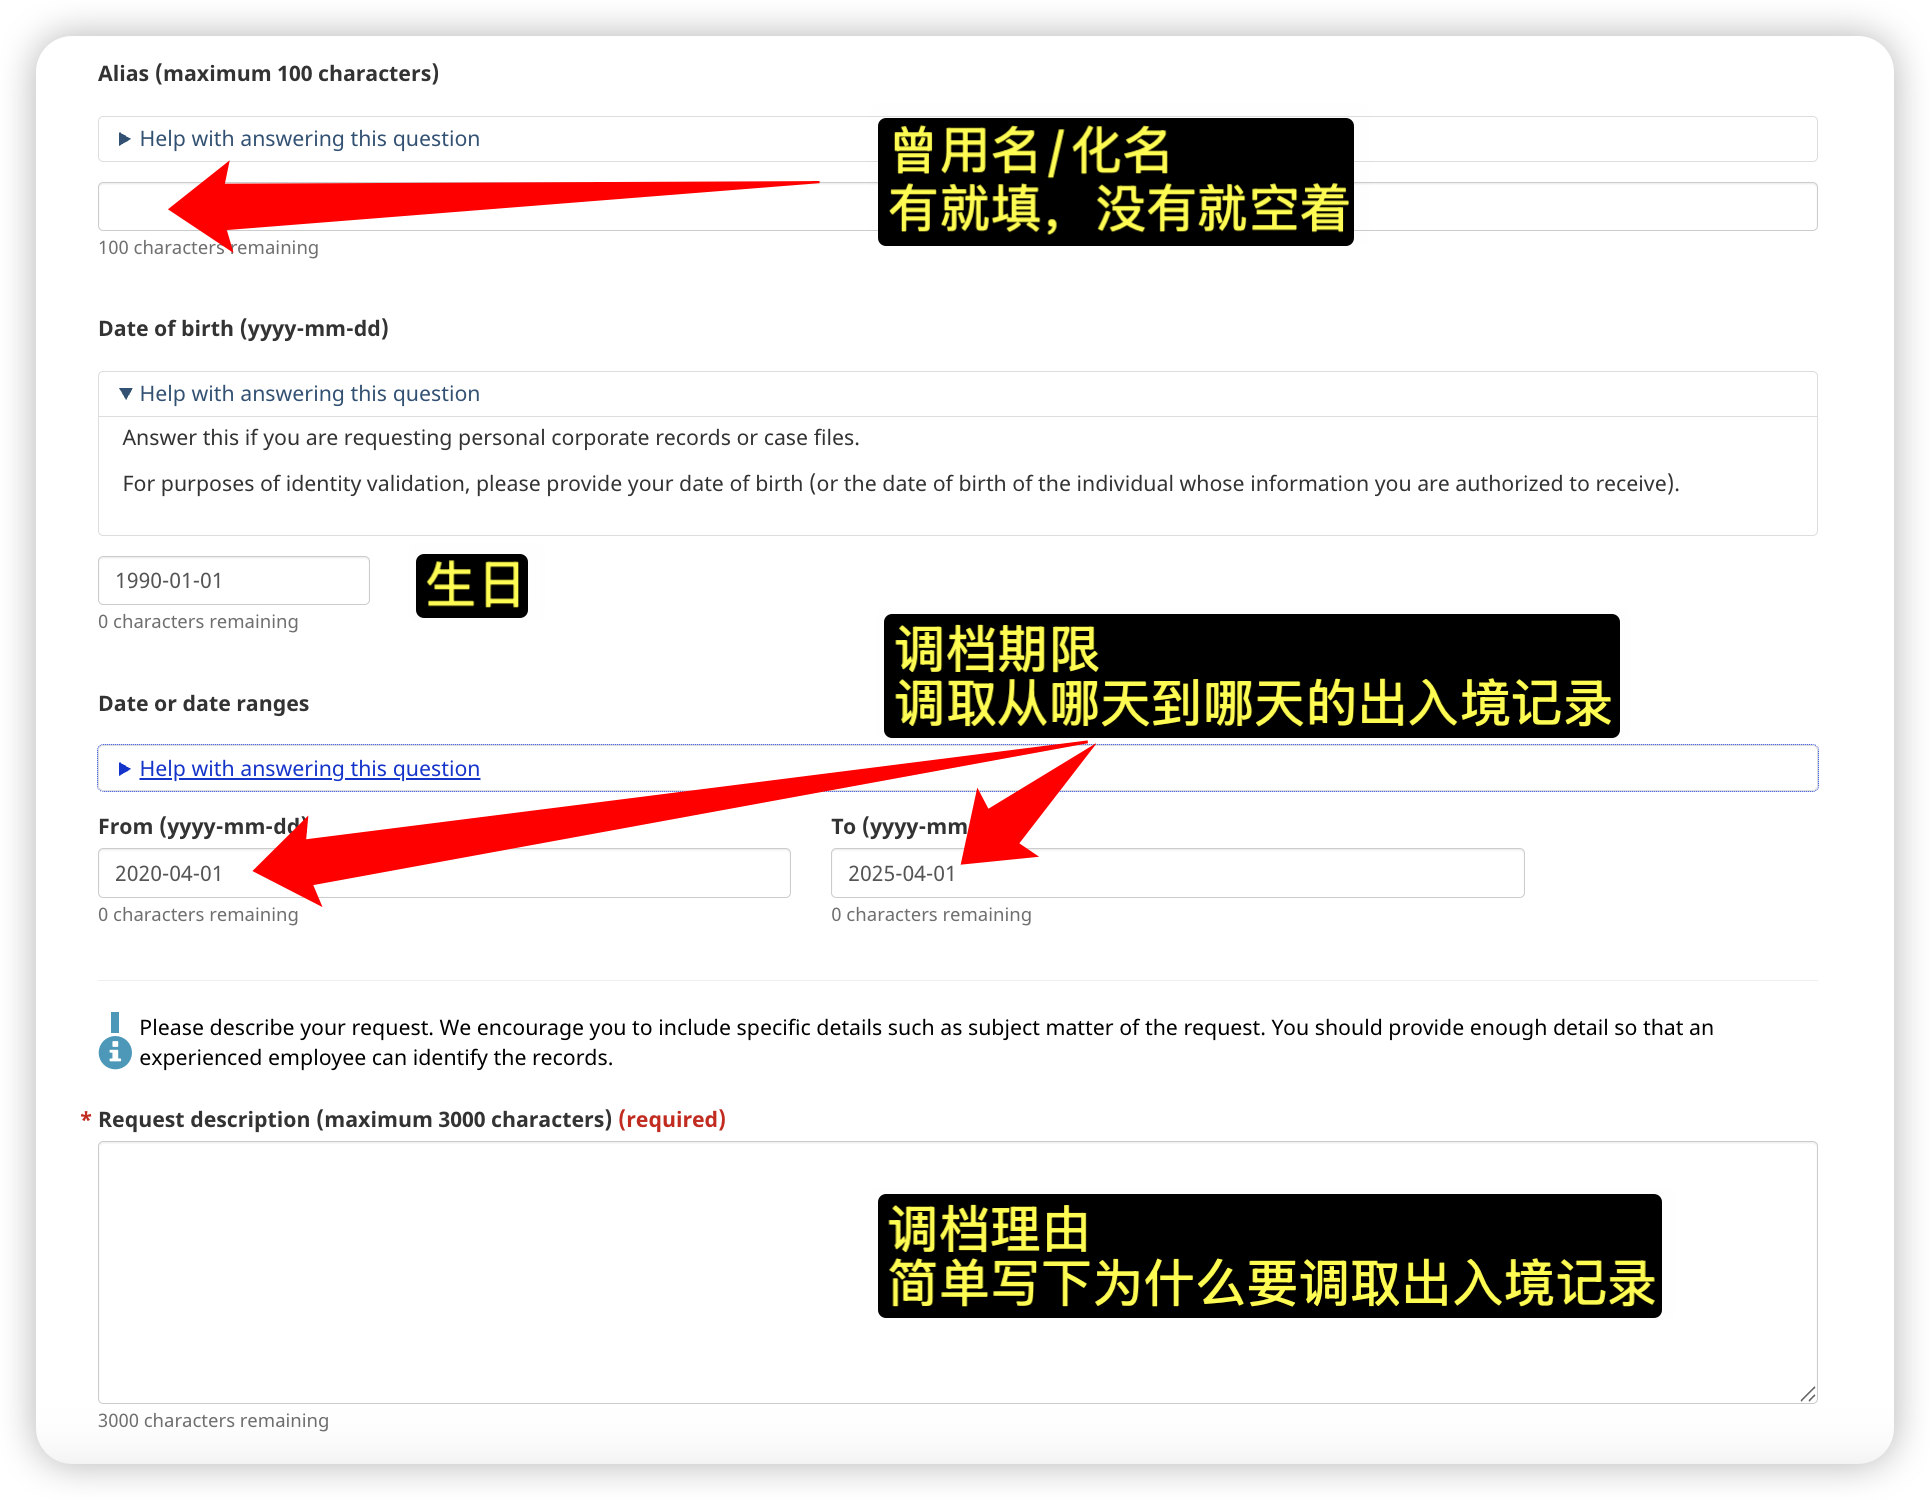 Alias (maximum 100 characters)
Help with answering this question
曾用名/化名
有就填，没有就空着
100 characters remaining
Date of birth (yyyy-mm-dd)
Help with answering this question
Answer this if you are requesting personal corporate records or case files.
For purposes of identity validation, please provide your date of birth (or the date of birth of the individual whose information you are authorized to receive).
1990-01-01
生日
0 characters remaining
调档期限
调取从哪天到哪天的出入境记录
Date or date ranges
Help with answering this question
From (yyyy-mm-dd)
To (yyyy-mm
2020-04-01
2025-04-01
0 characters remaining
0 characters remaining
Please describe your request. We encourage you to include specific details such as subject matter of the request. You should provide enough detail so that an
experienced employee can identify the records.
* Request description (maximum 3000 characters) (required)
调档理由
简单写下为什么要调取出入境记录
3000 characters remaining